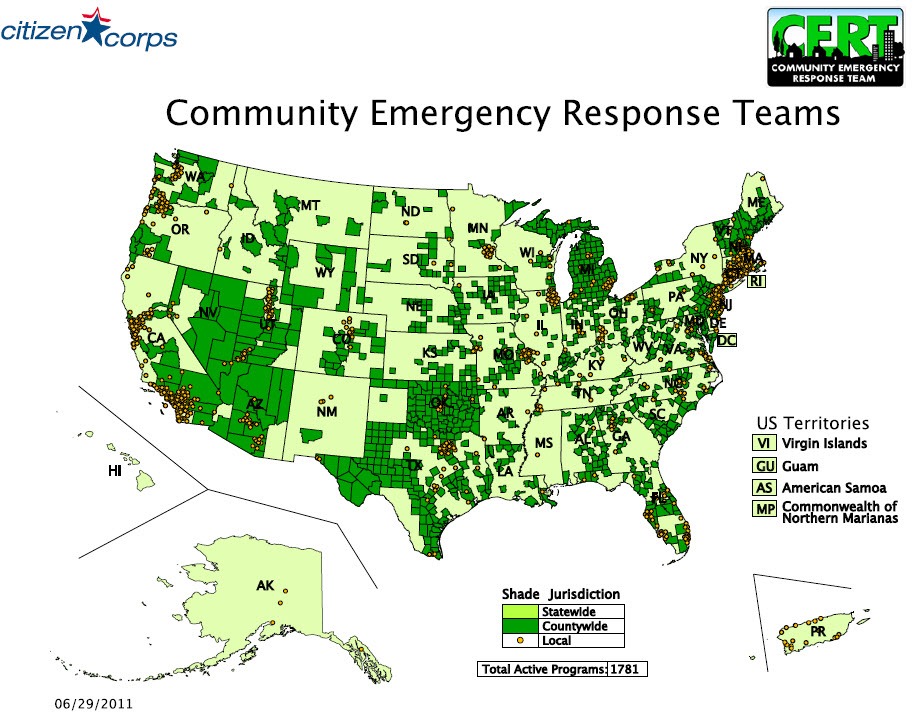 citizen corps
CERT
COMMUNITY EMERGENCY
RESPONSE TEAM
Community Emergency Response Teams
WA
MT
ND
MN
ME
VT
NH
OR
ID
SD
WI
MI
NY
MA
CT
RI
WY
IA
PA
NJ
NV
UT
NE
IL
IN
OH
MD
DE
DC
CA
CO
KS
MO
WV
VA
KY
AZ
NM
OK
AR
TN
NC
SC
TX
LA
MS
AL
GA
FL
HI
AK
PR
US Territories
VI Virgin Islands
GU Guam
AS American Samoa
MP Commonwealth of
Northern Marianas
Shade Jurisdiction
Statewide
Countywide
Local
Total Active Programs: 1781
06/29/2011